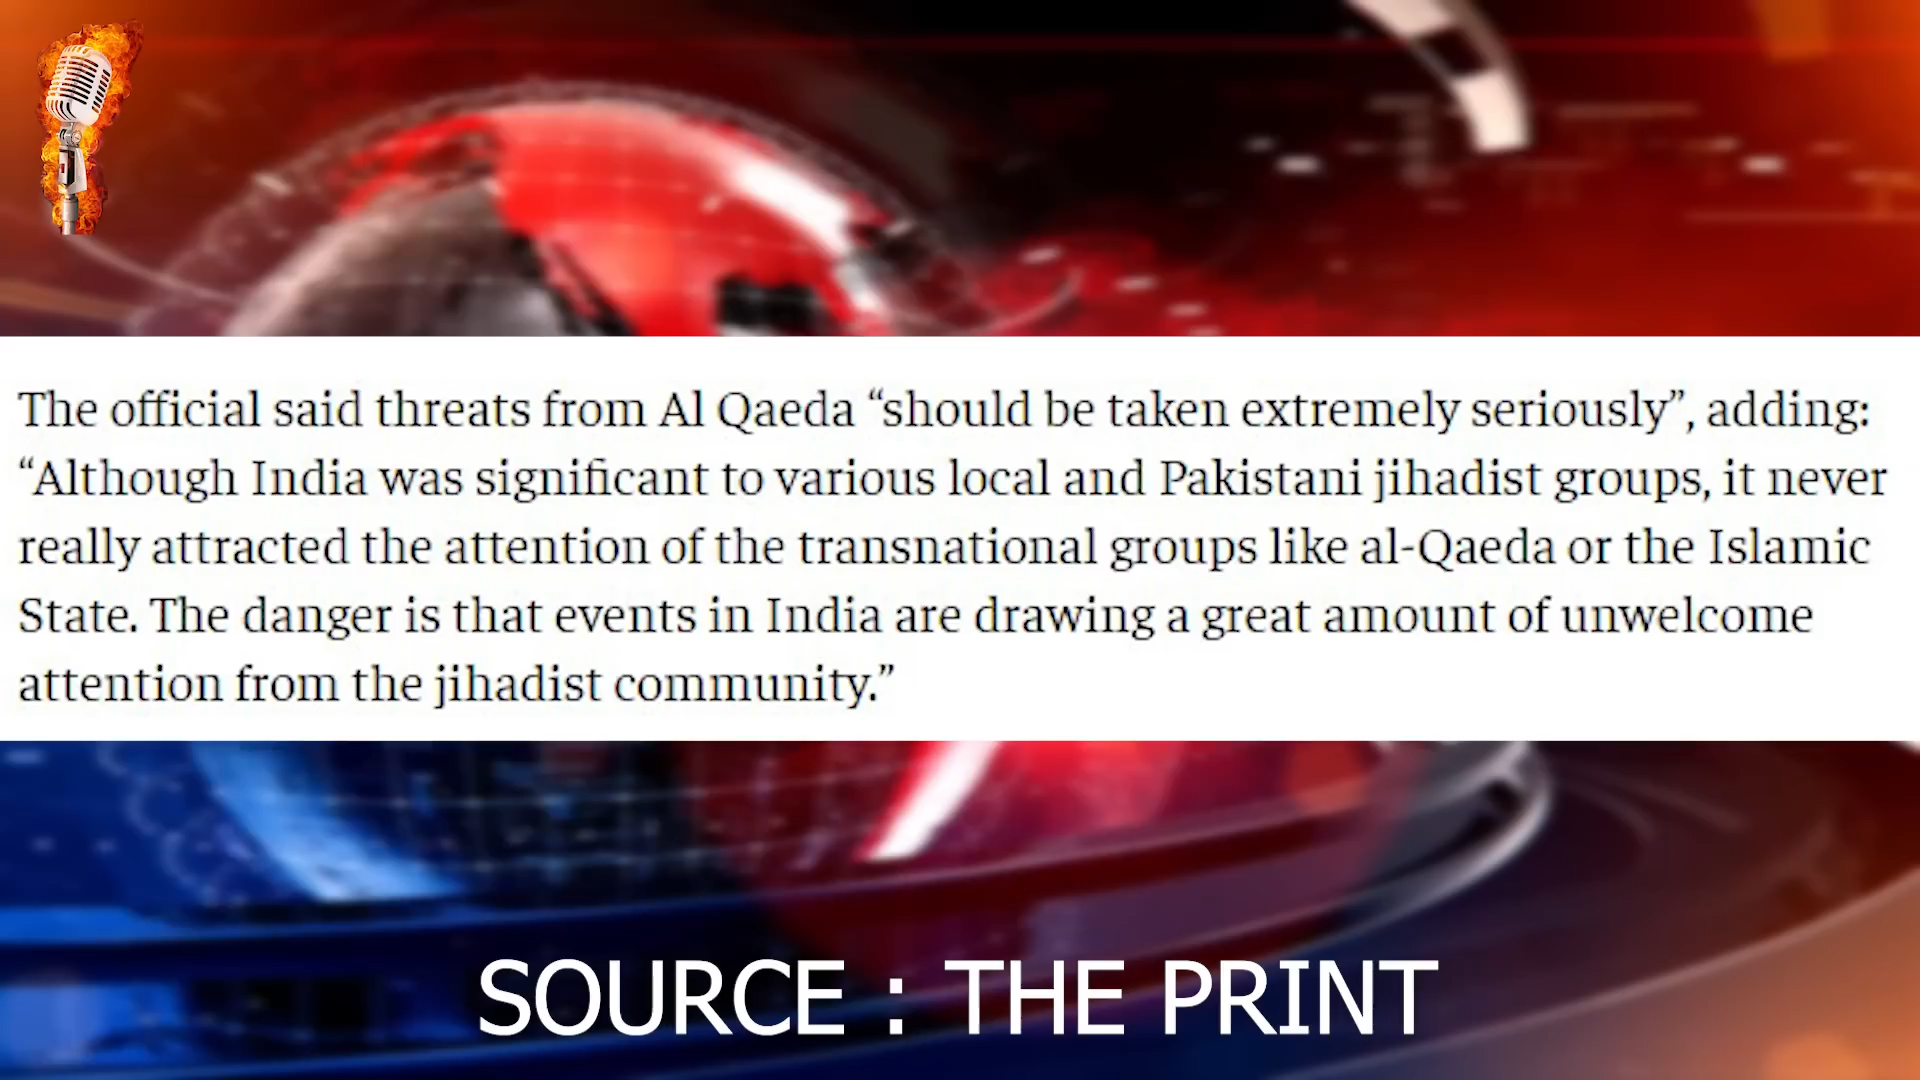 The official said threats from Al Qaeda “should be taken extremely seriously”, adding:
“Although India was significant to various local and Pakistani jihadist groups, it never
really attracted the attention of the transnational groups like al-Qaeda or the Islamic
State. The danger is that events in India are drawing a great amount of unwelcome
attention from the jihadist community.”
SOURCE : THE PRINT